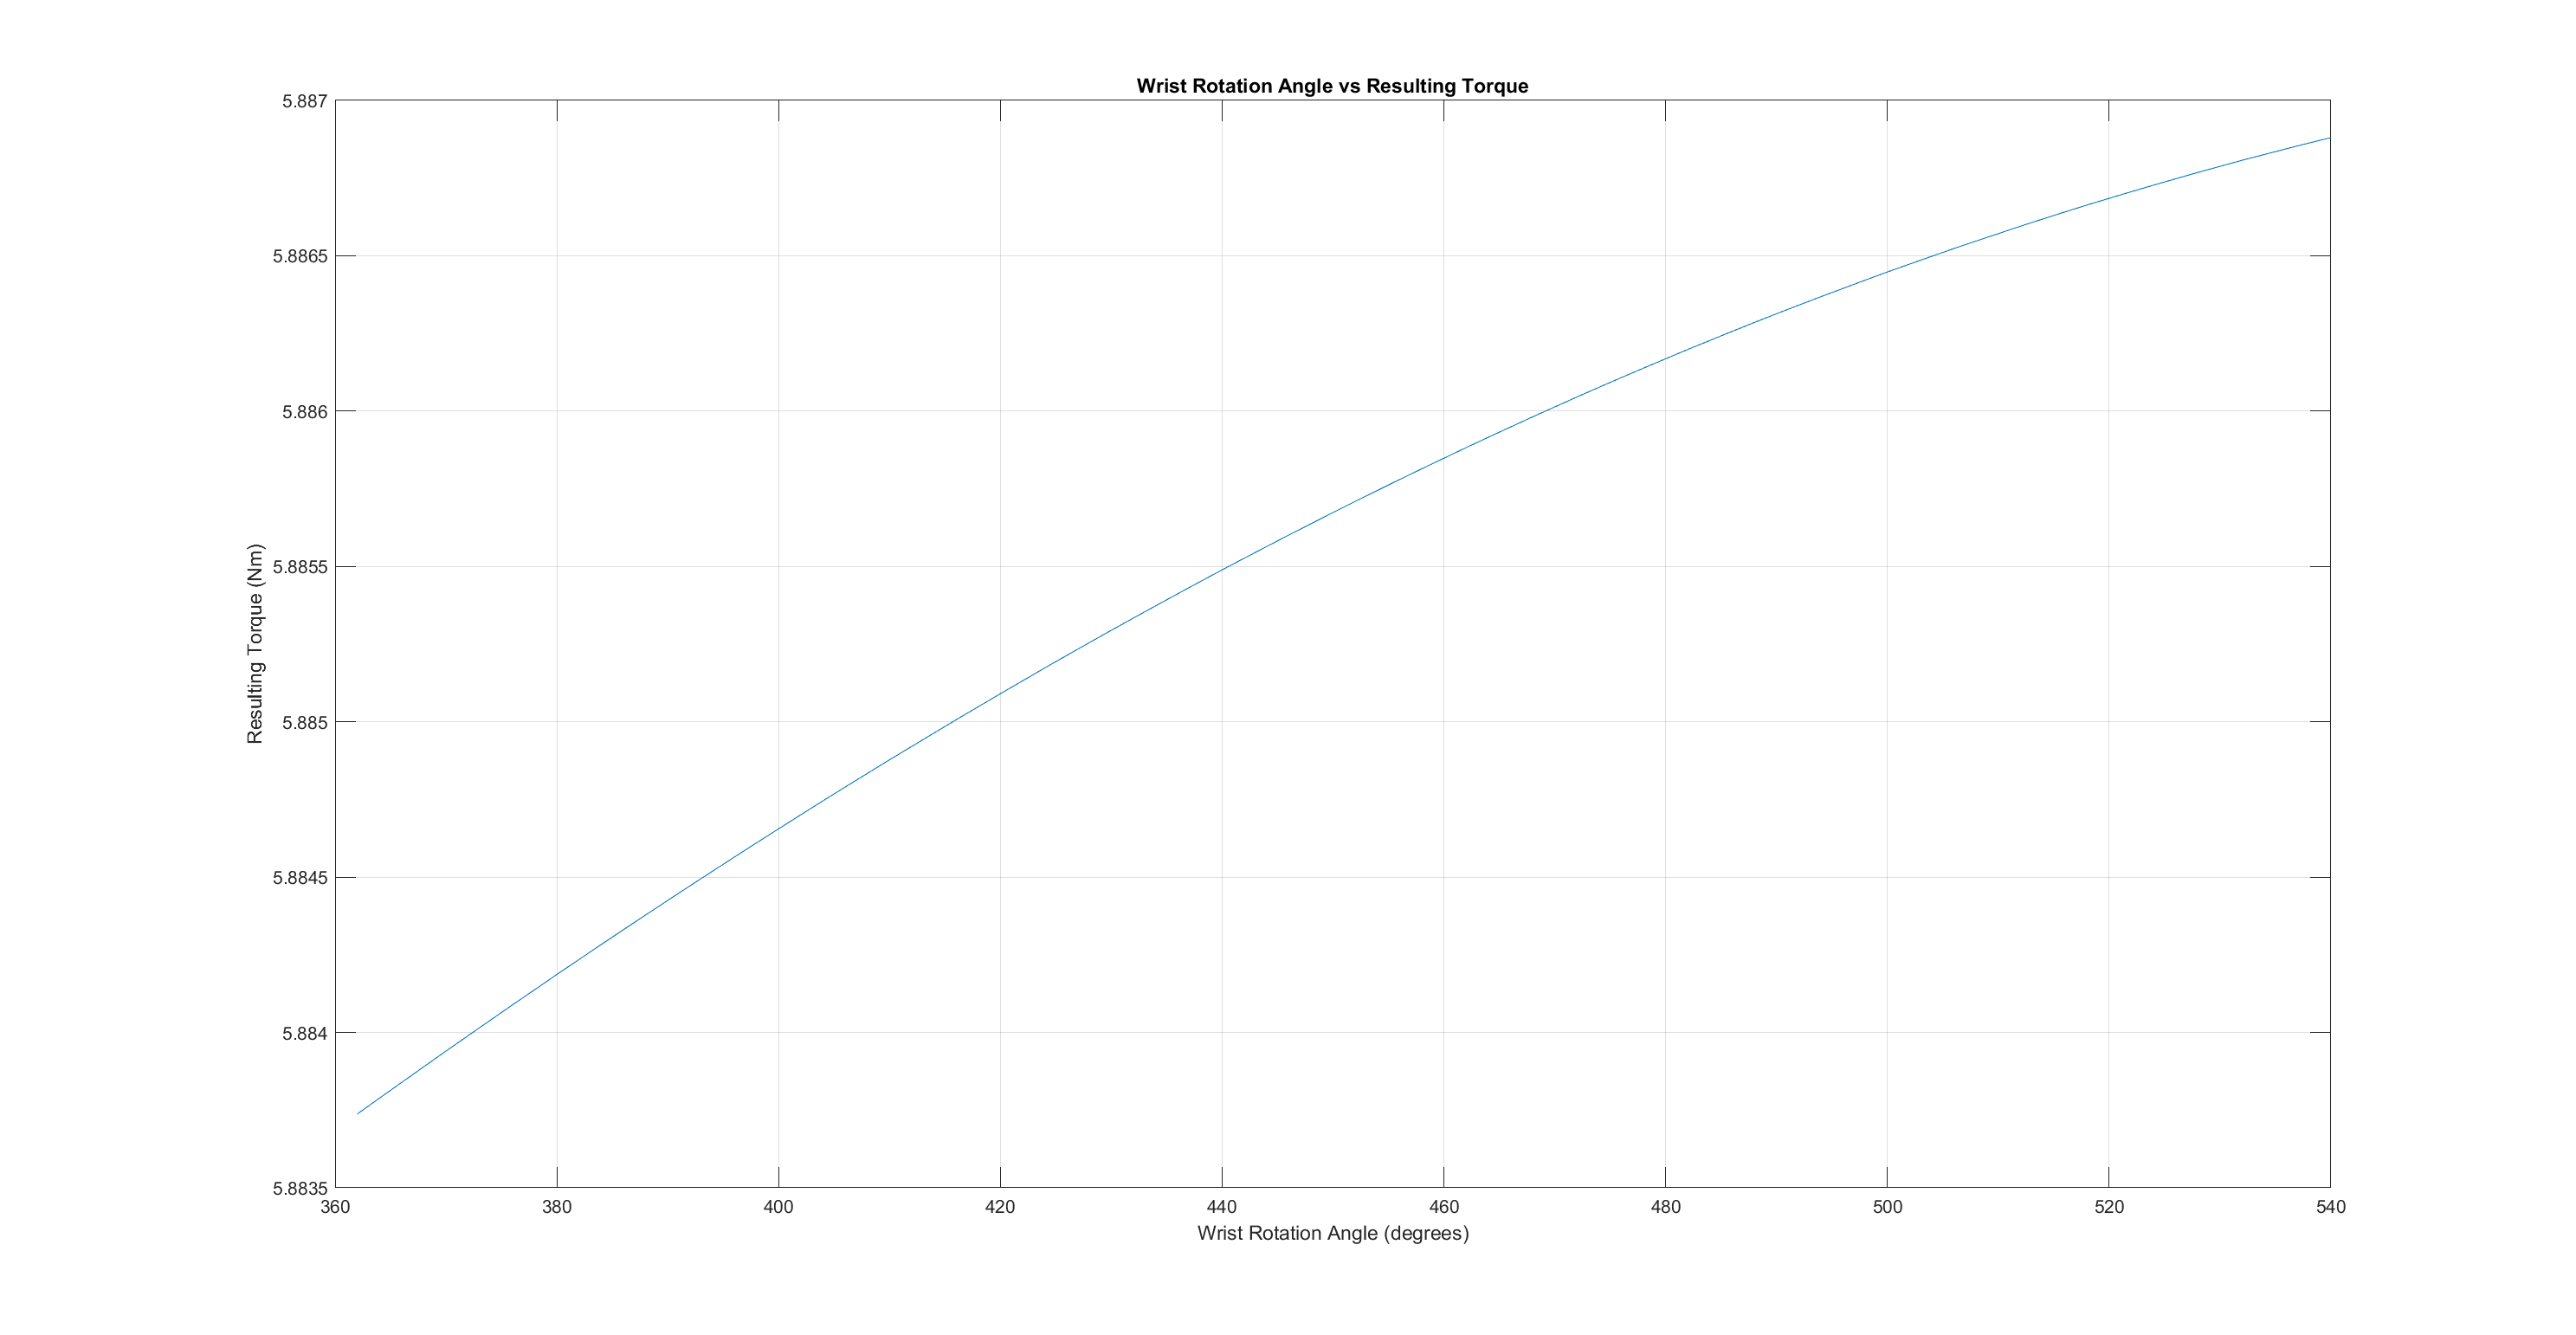 Wrist Rotation Angle vs Resulting Torque
5.887
5.8865
5.886
5.8855
5.885
5.8845
5.884
5.8835
Resulting Torque (Nm)
360 380 400 420 440 460 480 500 520 540
Wrist Rotation Angle (degrees)